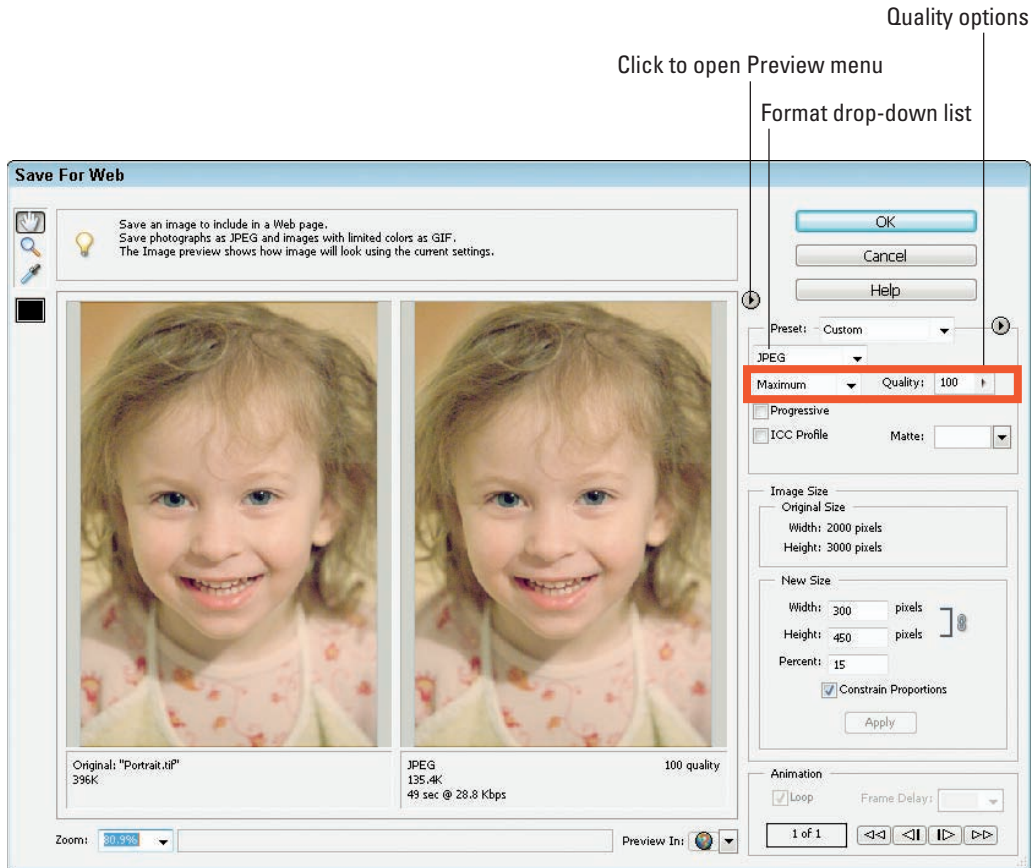 Quality options
Click to open Preview menu
Format drop-down list
Save For Web
Save an image to include in a Web page.
Save photographs as JPEG and images with limited colors as GIF.
The Image preview shows how image will look using the current settings.
OK
Cancel
Help
Preset: Custom
JPEG
Maximum Quality: 100
Progressive
ICC Profile Matte:
Image Size
Original Size
Width: 2000 pixels
Height: 3000 pixels
New Size
Width: 300 pixels
Height: 450 pixels
Percent: 15
Constrain Proportions
Apply
Original: "Portrait.tif"
396K
JPEG 100 quality
135.4K
49 sec @ 28.8 Kbps
Animation
Loop Frame Delay:
1 of 1
Zoom: 80.9%
Preview In: